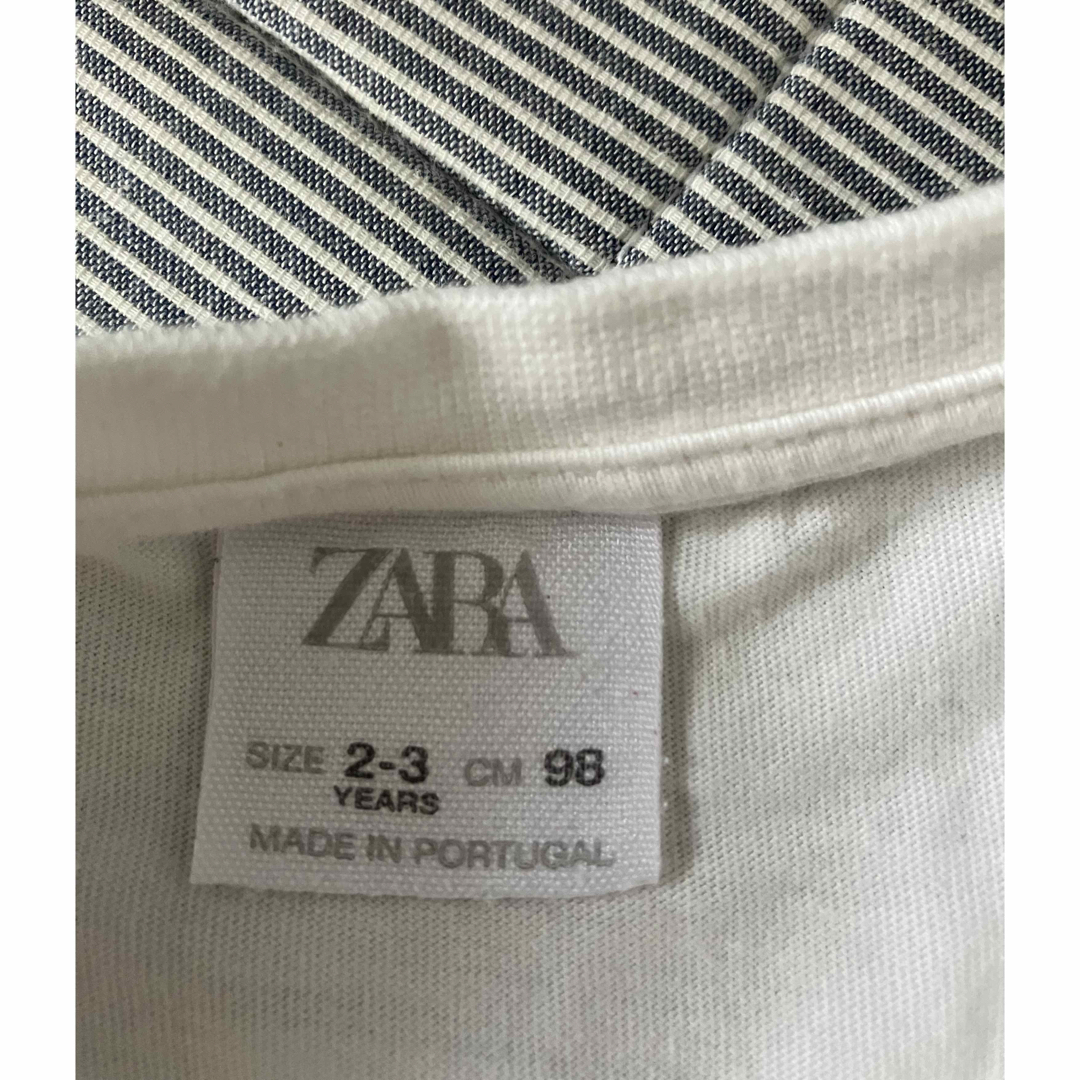 ZARA
SIZE 2-3 CM 98
YEARS
MADE IN PORTUGAL